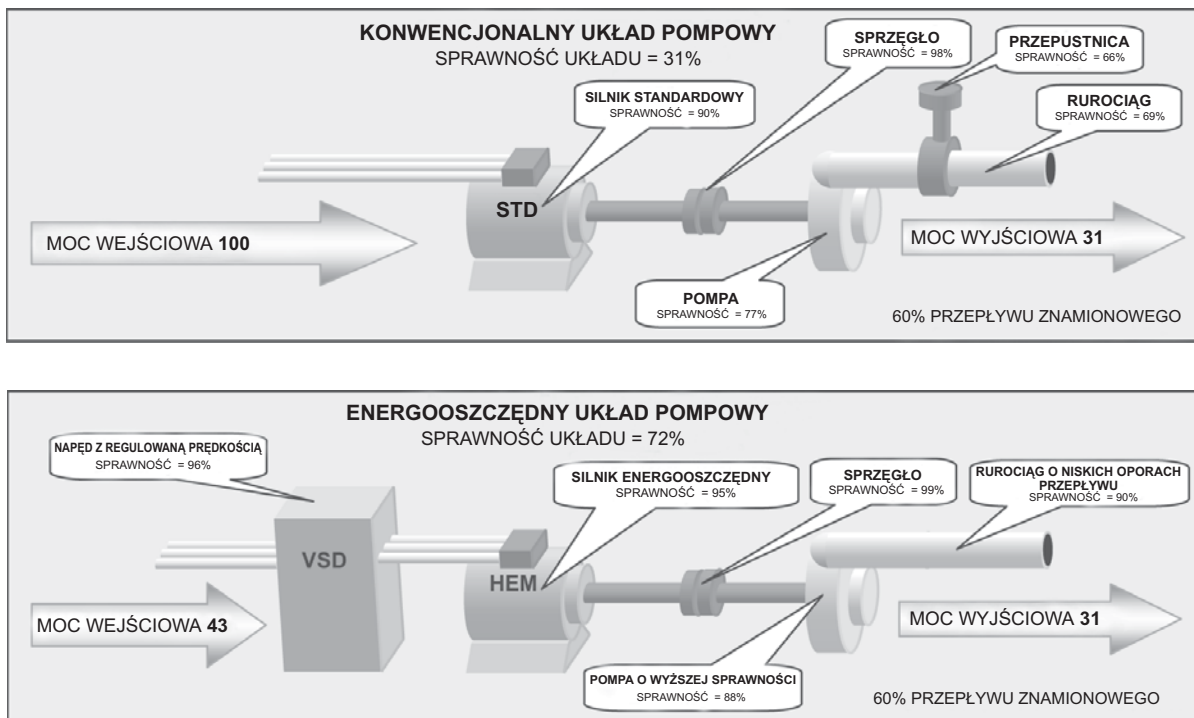 KONWENCJONALNY UKŁAD POMPOWY
SPRAWNOŚĆ UKŁADU = 31%
SPRZĘGŁO
SPRAWNOŚĆ = 98%
PRZEPUSTNICA
SPRAWNOŚĆ = 66%
SILNIK STANDARDOWY
SPRAWNOŚĆ = 90%
RUROCIĄG
SPRAWNOŚĆ = 69%
STD
MOC WEJŚCIOWA 100
MOC WYJŚCIOWA 31
POMPA
SPRAWNOŚĆ = 77%
60% PRZEPŁYWU ZNAMIONOWEGO
ENERGOOSZCZĘDNY UKŁAD POMPOWY
SPRAWNOŚĆ UKŁADU = 72%
NAPĘD Z REGULOWANĄ PRĘDKOŚCIĄ
SPRAWNOŚĆ = 96%
SILNIK ENERGOOSZCZĘDNY
SPRAWNOŚĆ = 95%
SPRZĘGŁO
SPRAWNOŚĆ = 99%
RUROCIĄG O NISKICH OPORACH
PRZEPŁYWU
SPRAWNOŚĆ = 90%
VSD
HEM
MOC WEJŚCIOWA 43
MOC WYJŚCIOWA 31
POMPA O WYŻSZEJ SPRAWNOŚCI
SPRAWNOŚĆ = 88%
60% PRZEPŁYWU ZNAMIONOWEGO